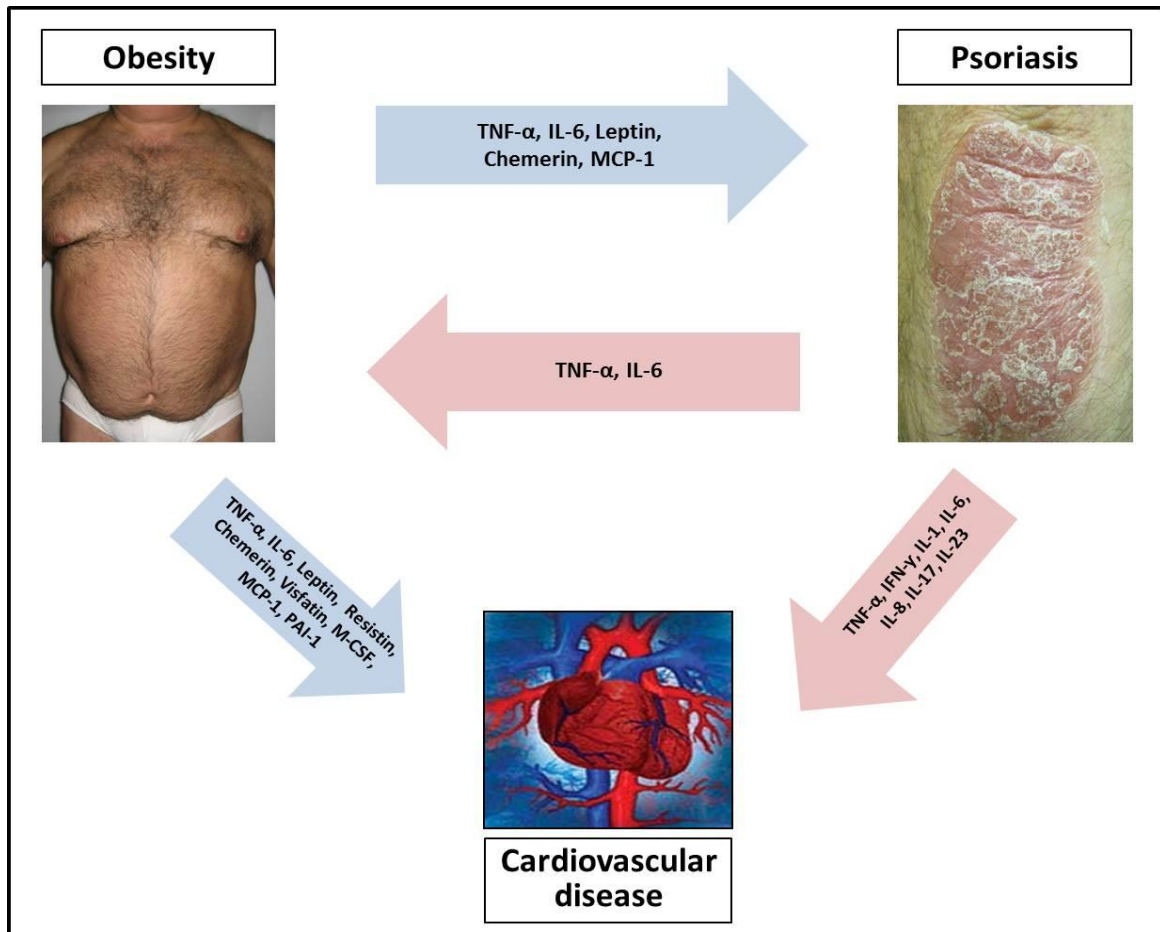 Obesity
Psoriasis
TNF-α, IL-6, Leptin,
Chemerin, MCP-1
TNF-α, IL-6
TNF-α, IL-6, Leptin, Resistin,
Chemerin, Visfatin, M-CSF,
MCP-1, PAI-1
TNF-α, IFN-γ, IL-1, IL-6,
IL-8, IL-17, IL-23
Cardiovascular
disease